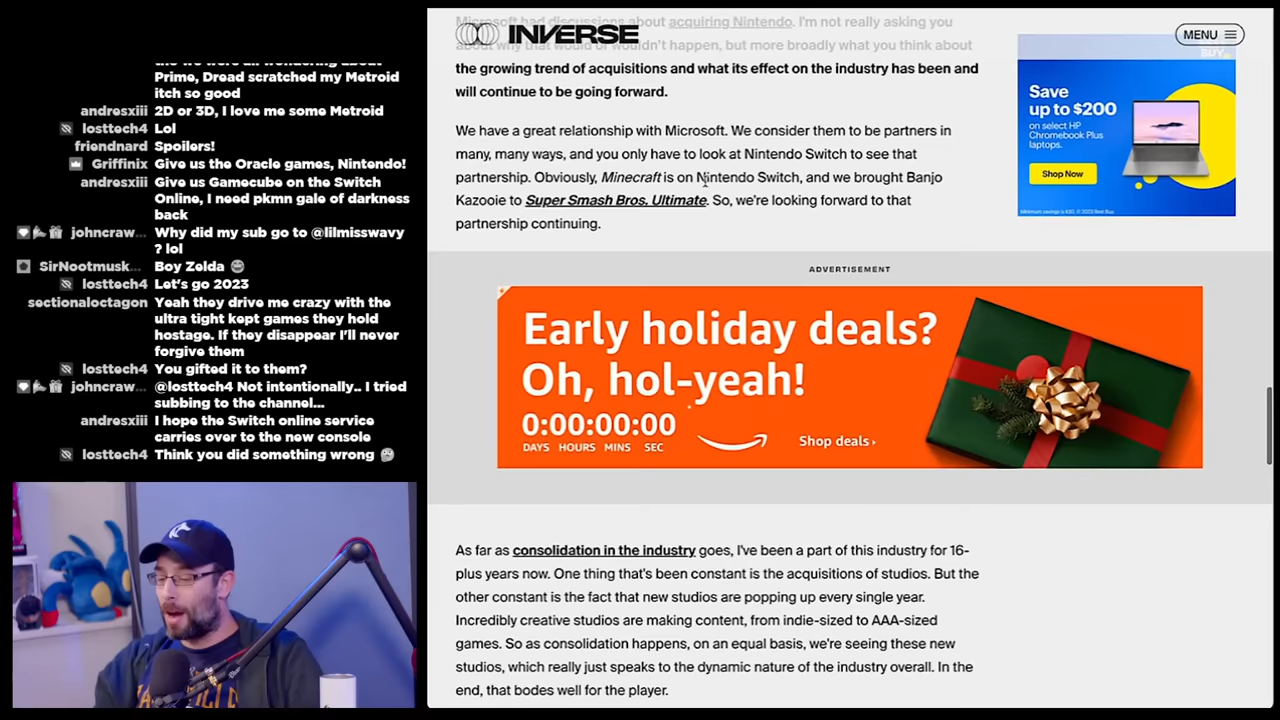 Prime, Dread scratched my Metroid
itch so good
andresxiii 2D or 3D, I love me some Metroid
losttech4 Lol
friendnard Spoilers!
Griffinix Give us the Oracle games, Nintendo!
andresxiii Give us Gamecube on the Switch
Online, I need pkmn gale of darkness
back
johncraw... Why did my sub go to @lilmisswavy
? lol
SirNootmusk... Boy Zelda
losttech4 Let's go 2023
sectionaloctagon Yeah they drive me crazy with the
ultra tight kept games they hold
hostage. If they disappear I'll never
forgive them
losttech4 You gifted it to them?
johncraw... @losttech4 Not intentionally.. I tried
subbing to the channel...
andresxiii I hope the Switch online service
carries over to the new console
losttech4 Think you did something wrong
INVERSE
MENU
Microsoft had discussions about acquiring Nintendo. I'm not really asking you
about why that would or wouldn't happen, but more broadly what you think about
the growing trend of acquisitions and what its effect on the industry has been and
will continue to be going forward.
We have a great relationship with Microsoft. We consider them to be partners in
many, many ways, and you only have to look at Nintendo Switch to see that
partnership. Obviously, Minecraft is on Nintendo Switch, and we brought Banjo
Kazooie to Super Smash Bros. Ultimate. So, we're looking forward to that
partnership continuing.
Save
up to $200
on select HP
Chromebook Plus
laptops.
Shop Now
ADVERTISEMENT
Early holiday deals?
Oh, hol-yeah!
0:00:00:00
DAYS HOURS MINS SEC
Shop deals›
As far as consolidation in the industry goes, I've been a part of this industry for 16-
plus years now. One thing that's been constant is the acquisitions of studios. But the
other constant is the fact that new studios are popping up every single year.
Incredibly creative studios are making content, from indie-sized to AAA-sized
games. So as consolidation happens, on an equal basis, we're seeing these new
studios, which really just speaks to the dynamic nature of the industry overall. In the
end, that bodes well for the player.